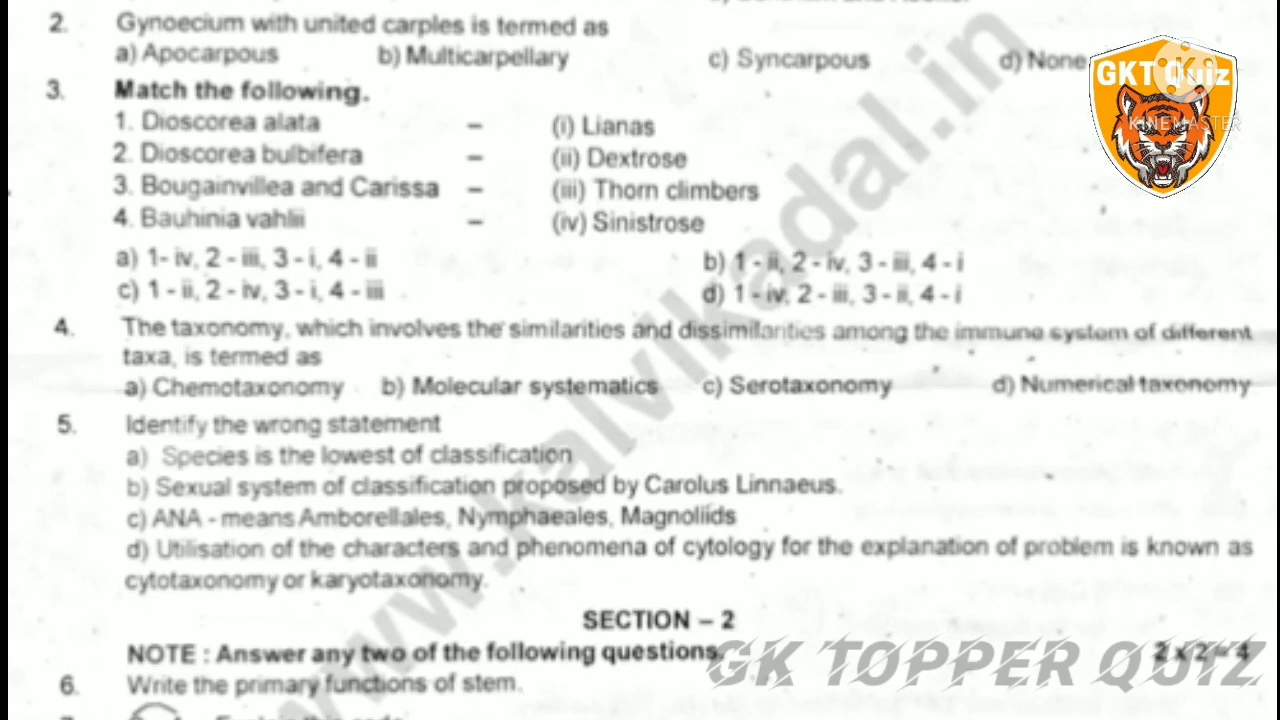 2. Gynoecium with united carples is termed as
a) Apocarpous b) Multicarpellary c) Syncarpous d) None
3. Match the following.
1. Dioscorea alata – (i) Lianas
2. Dioscorea bulbifera – (ii) Dextrose
3. Bougainvillea and Carissa – (iii) Thorn climbers
4. Bauhinia vahlii – (iv) Sinistrose
a) 1- iv, 2 - iii, 3 - i, 4 - ii b) 1 - ii, 2 - iv, 3 - iii, 4 - i
c) 1 - ii, 2 - iv, 3 - i, 4 - iii d) 1 - iv, 2 - iii, 3 - ii, 4 - i
4. The taxonomy, which involves the similarities and dissimilarities among the immune system of different
taxa, is termed as
a) Chemotaxonomy b) Molecular systematics c) Serotaxonomy d) Numerical taxonomy
5. Identify the wrong statement
a) Species is the lowest of classification
b) Sexual system of classification proposed by Carolus Linnaeus.
c) ANA - means Amborellales, Nymphaeales, Magnoliids
d) Utilisation of the characters and phenomena of cytology for the explanation of problem is known as
cytotaxonomy or karyotaxonomy.
SECTION – 2
NOTE : Answer any two of the following questions. 2 x 2 = 4
6. Write the primary functions of stem.
GKT Quiz
KINEMASTER
www.kalvikadal.in
GK TOPPER QUIZ